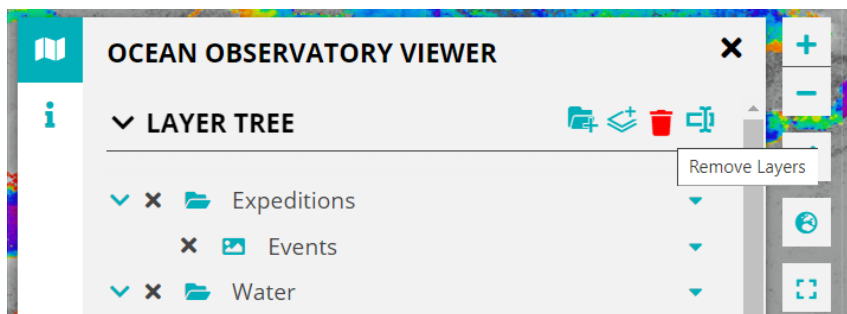 OCEAN OBSERVATORY VIEWER
LAYER TREE
Remove Layers
Expeditions
Events
Water